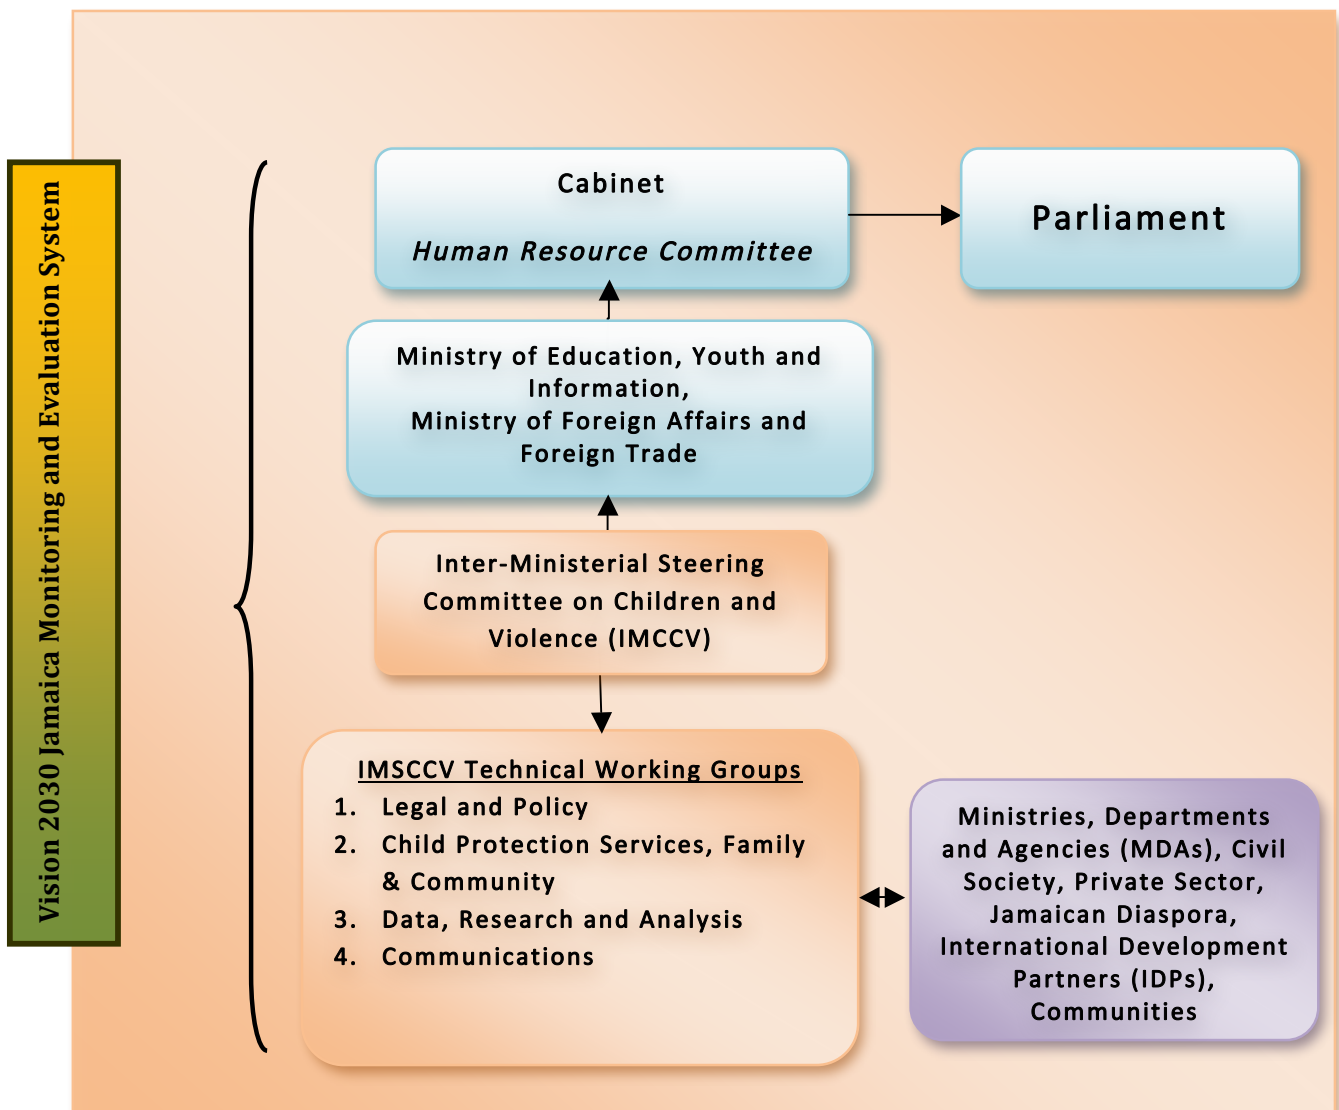 Vision 2030 Jamaica Monitoring and Evaluation System
Cabinet
Human Resource Committee
Parliament
Ministry of Education, Youth and
Information,
Ministry of Foreign Affairs and
Foreign Trade
Inter-Ministerial Steering
Committee on Children and
Violence (IMCCV)
IMSCCV Technical Working Groups
1. Legal and Policy
2. Child Protection Services, Family
& Community
3. Data, Research and Analysis
4. Communications
Ministries, Departments
and Agencies (MDAs), Civil
Society, Private Sector,
Jamaican Diaspora,
International Development
Partners (IDPs),
Communities